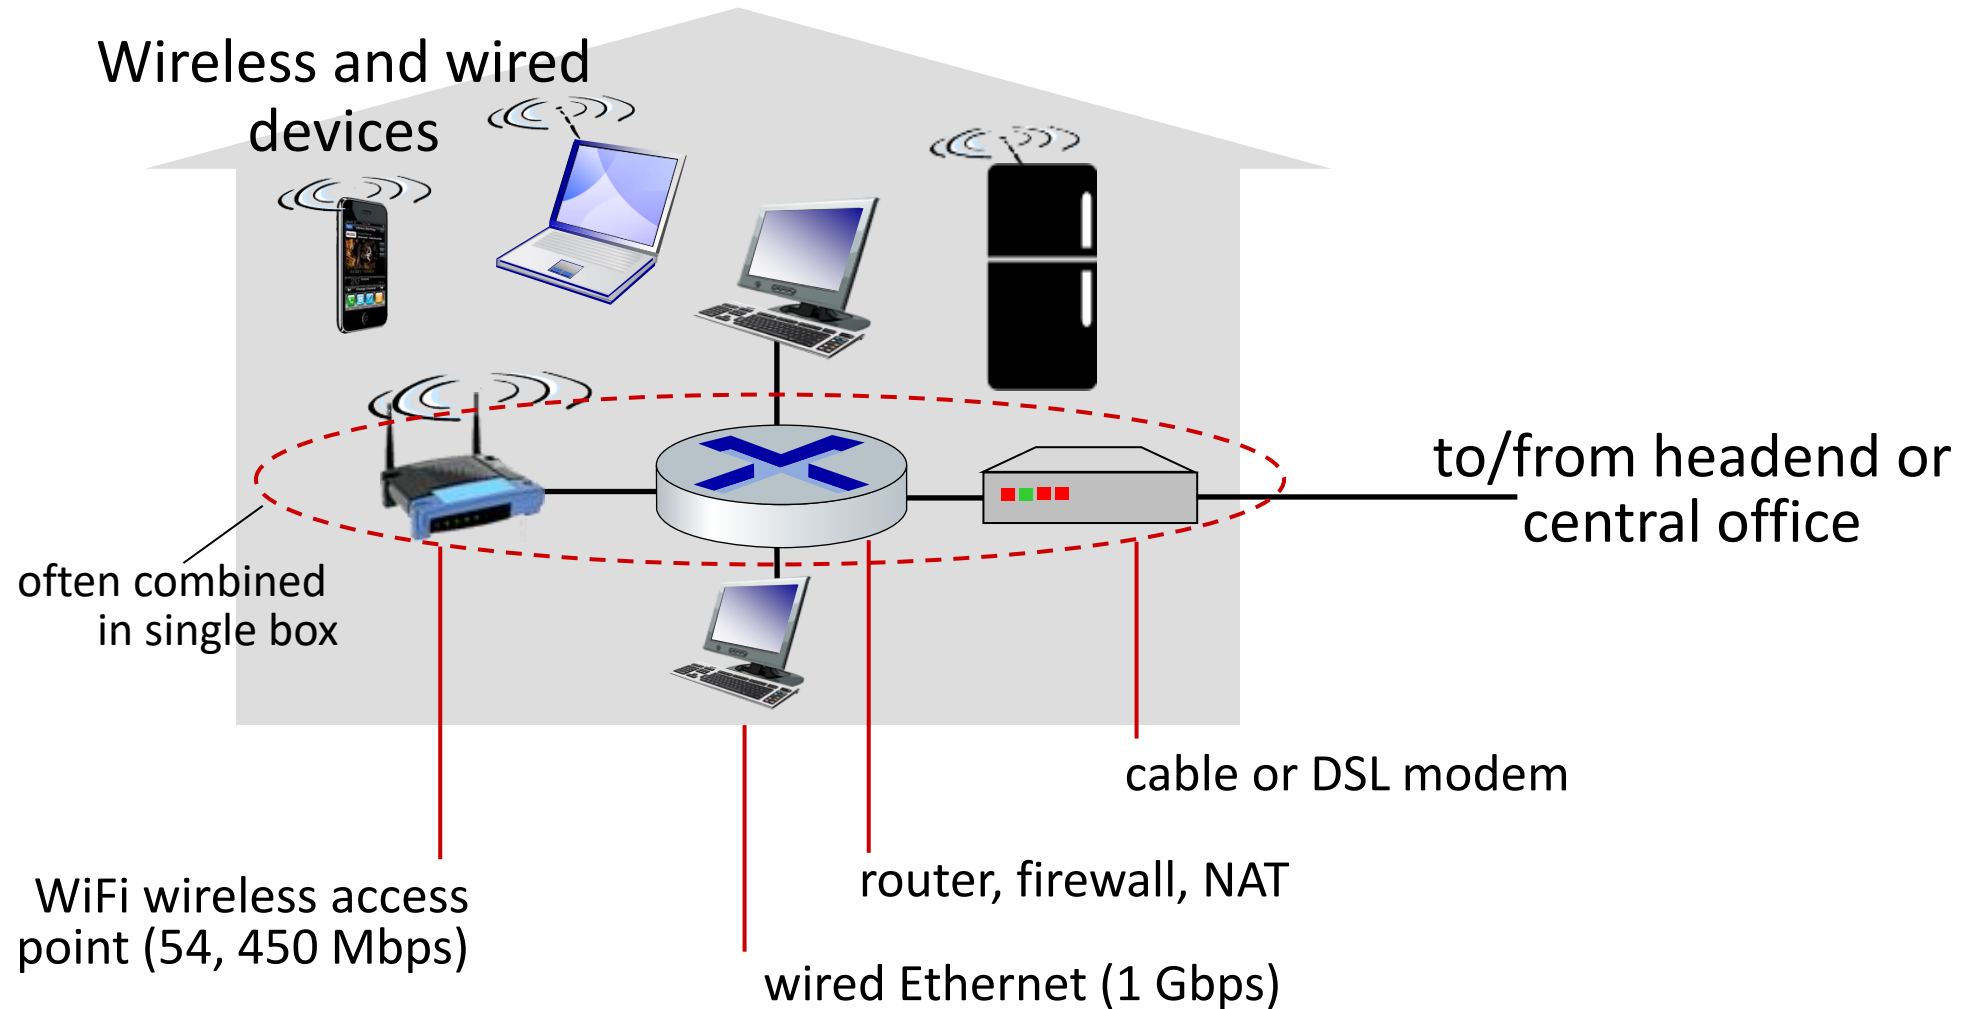 Wireless and wired
devices
to/from headend or
central office
often combined
in single box
cable or DSL modem
router, firewall, NAT
WiFi wireless access
point (54, 450 Mbps)
wired Ethernet (1 Gbps)